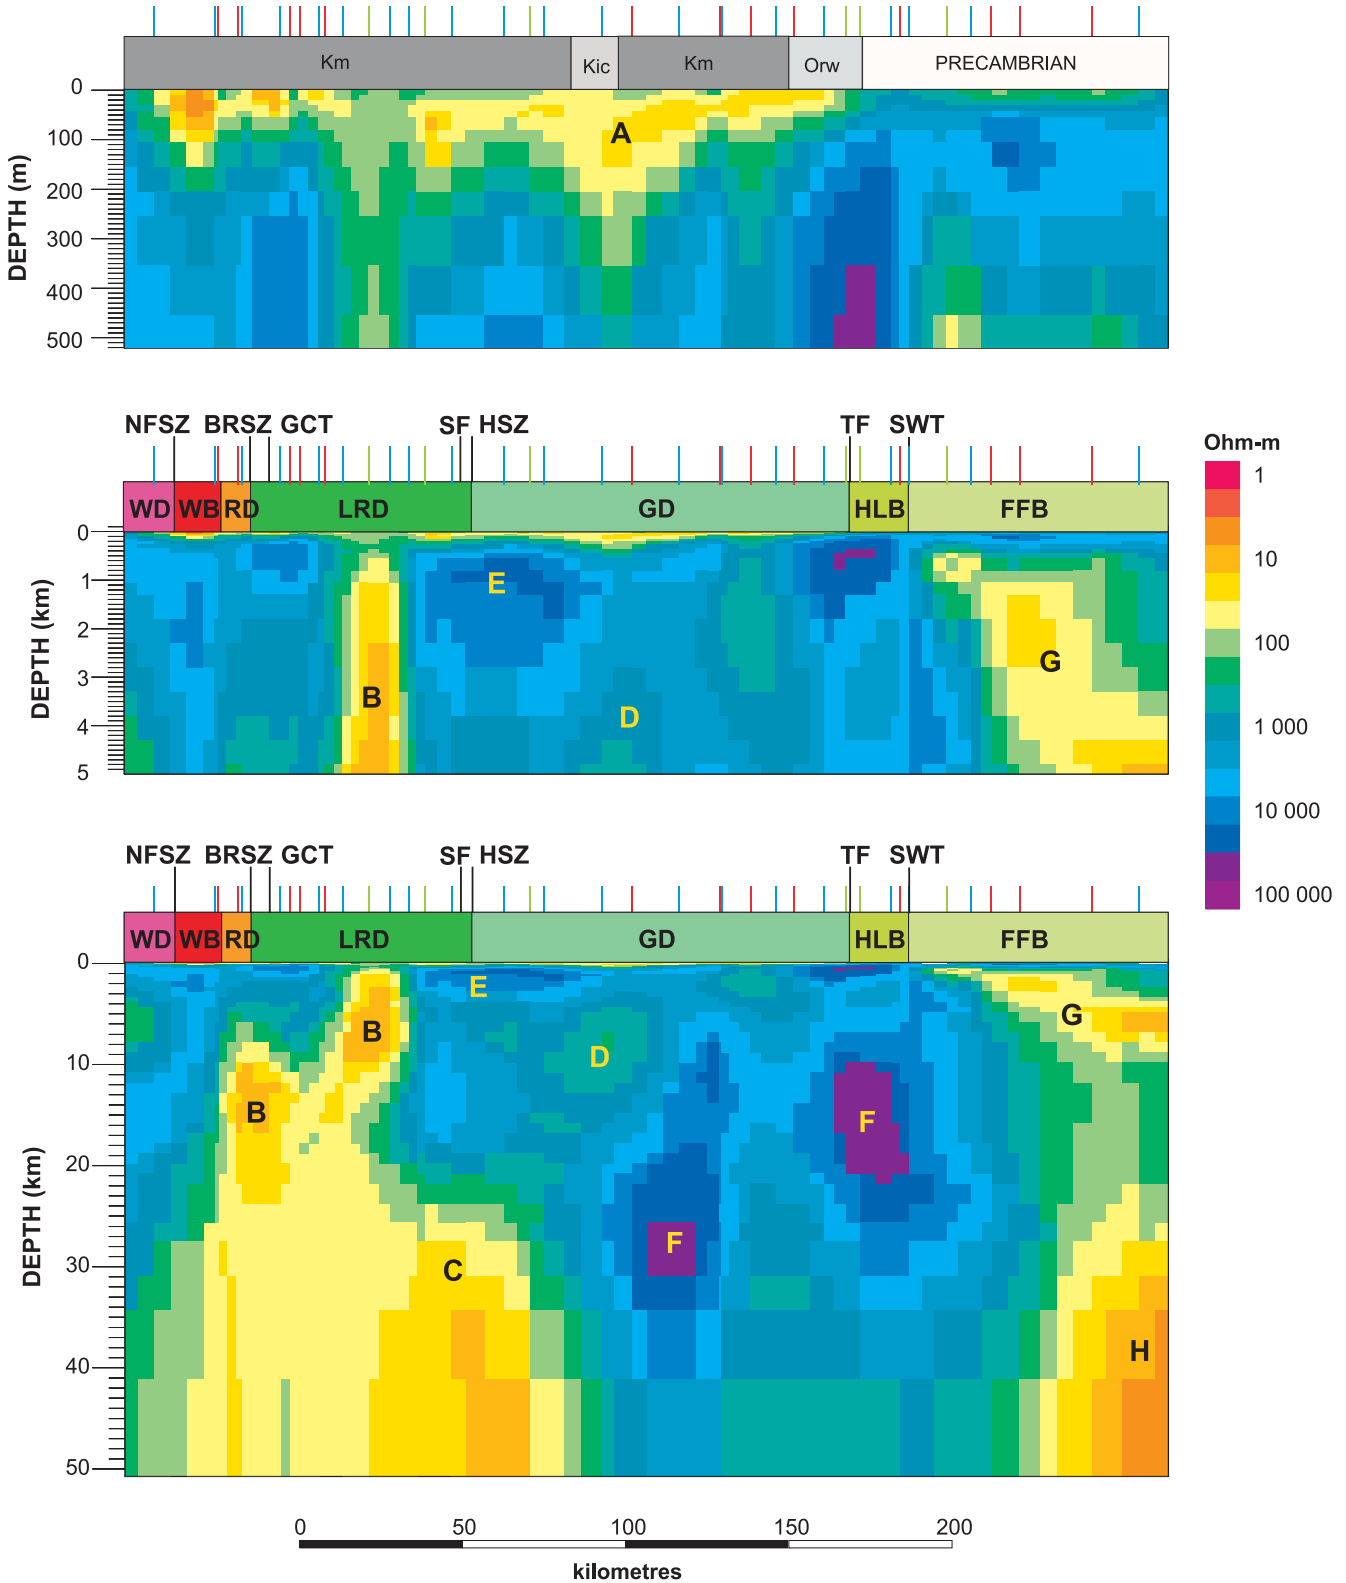 Km Kic Km Orw PRECAMBRIAN
0
100
200
300
400
500
DEPTH (m)
A
NFSZ BRSZ GCT SF HSZ TF SWT
WD WB RD LRD GD HLB FFB
0
1
2
3
4
5
DEPTH (km)
E
B
D
G
Ohm-m
1
10
100
1 000
10 000
100 000
NFSZ BRSZ GCT SF HSZ TF SWT
WD WB RD LRD GD HLB FFB
0
10
20
30
40
50
DEPTH (km)
E
B
D
G
B
F
F
C
H
0 50 100 150 200
kilometres